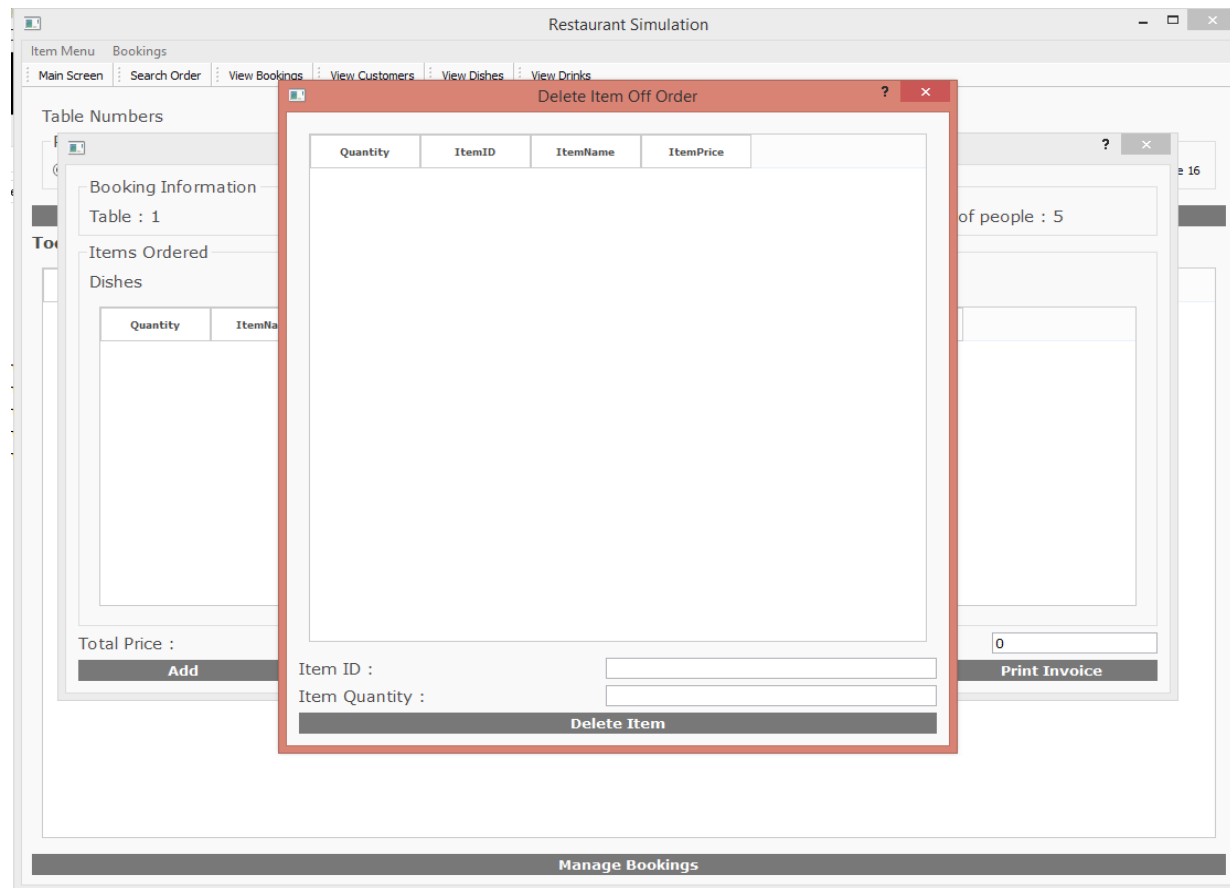 Restaurant Simulation
Item Menu Bookings
Main Screen Search Order View Bookings View Customers View Dishes View Drinks
Delete Item Off Order
?
Table Numbers
?
16
Quantity ItemID ItemName ItemPrice
Booking Information
Table : 1
of people : 5
Items Ordered
Dishes
Quantity
Total Price :
0
Add
Print Invoice
Item ID :
Item Quantity :
Delete Item
Manage Bookings